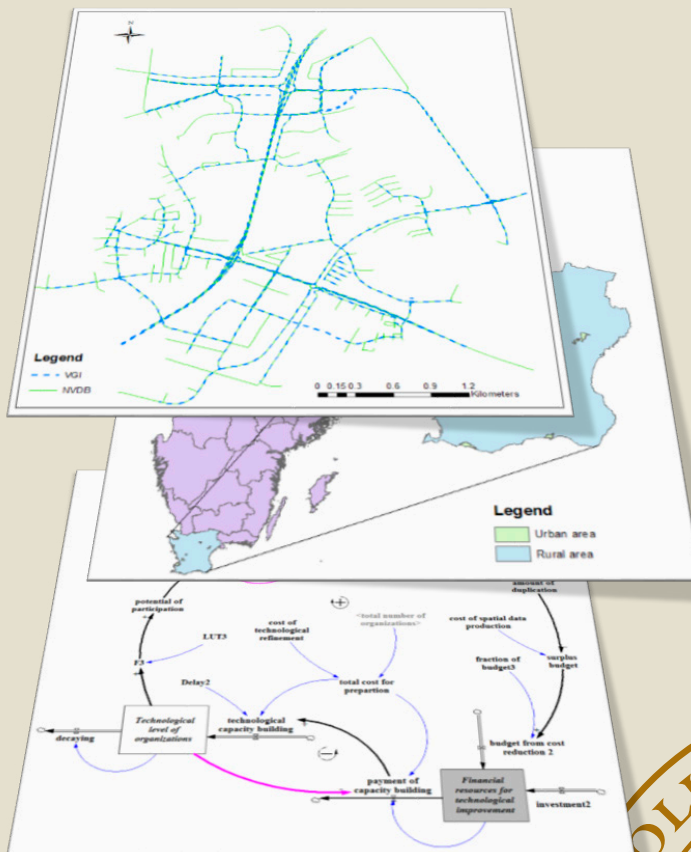 N
Legend
VGI
NVDB
0 0.15 0.3 0.6 0.9 1.2
Kilometers
Legend
Urban area
Rural area
amount of
duplication
potential of
participation
LUT3
cost of
technological
refinement
<total number of
organizations>
cost of spatial data
production
F3
fraction of
budget3
surplus
budget
Delay2
total cost for
prepartion
Technological
level of
organizations
technological
capacity building
decaying
budget from cost
reduction 2
payment of
capacity building
Financial
resources for
technological
improvement
investment2
OLI